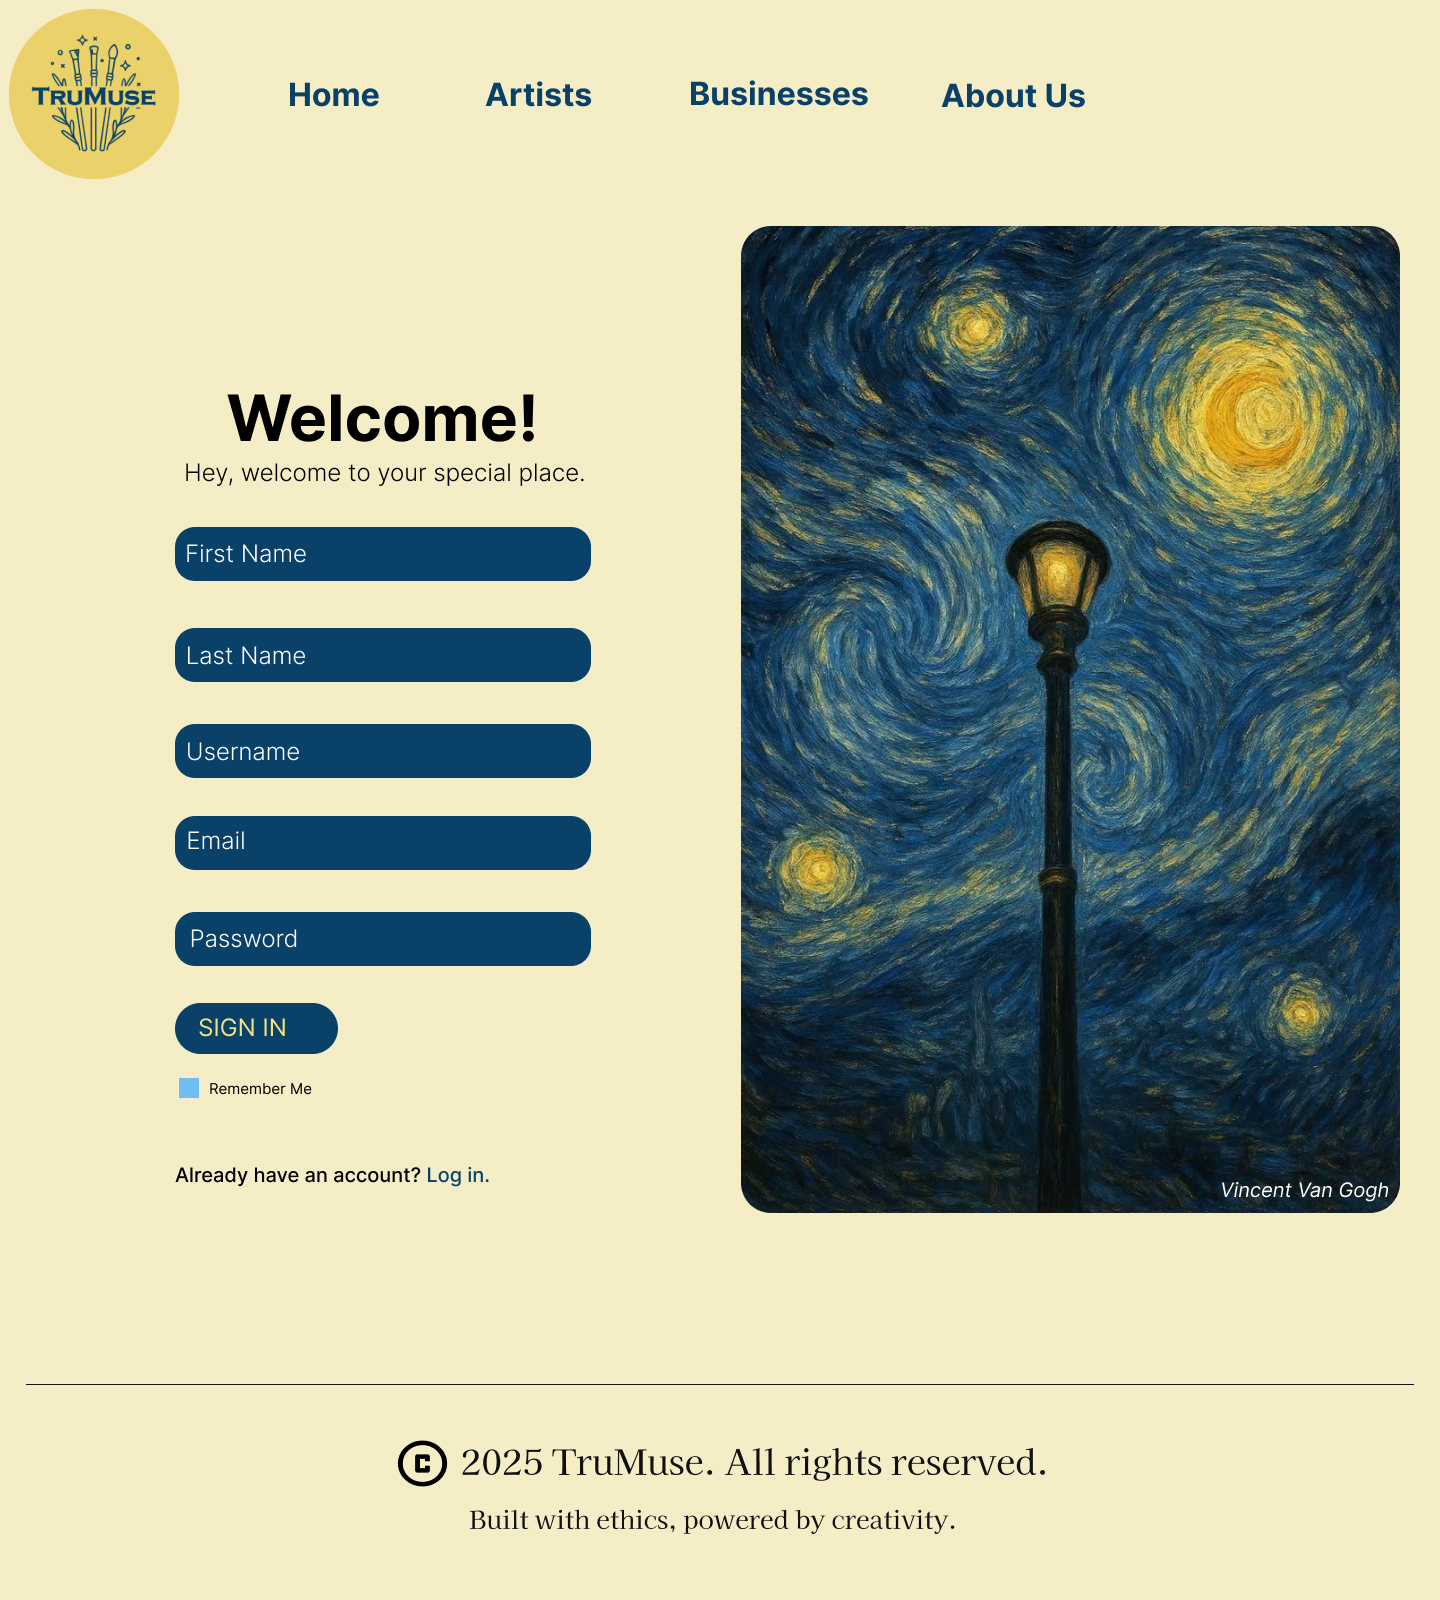 TRUMUSE
Home
Artists
Businesses
About Us
Welcome!
Hey, welcome to your special place.
First Name
Last Name
Username
Email
Password
SIGN IN
Remember Me
Already have an account? Log in.
Vincent Van Gogh
© 2025 TruMuse. All rights reserved.
Built with ethics, powered by creativity.